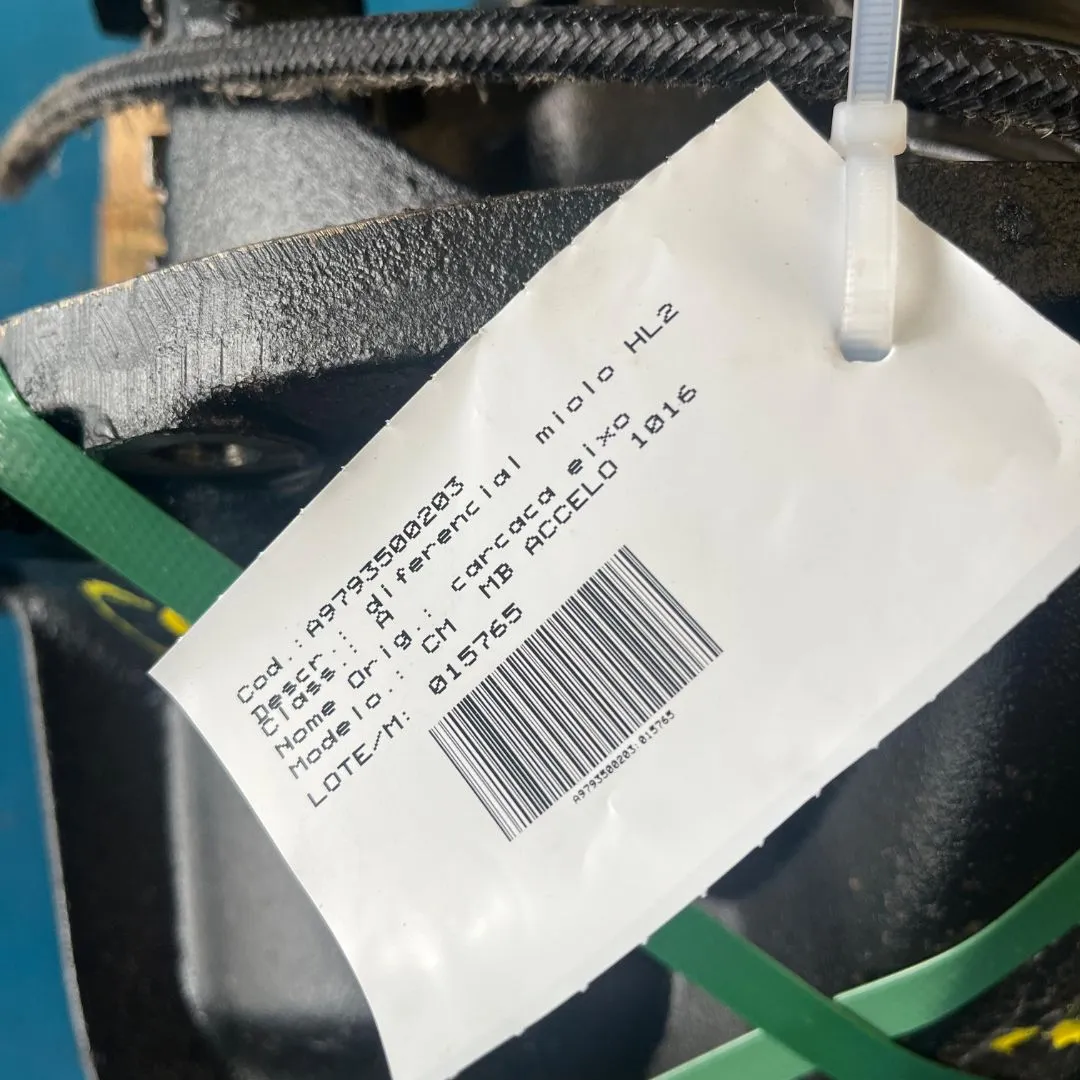 Cod.:A9793500203
Descr.: diferencial miolo HL2
Class.: A
Nome Orig.: carcaca eixo
Modelo.: CM MB ACCELO 1016
LOTE/M: 015765
A9793500203;015765